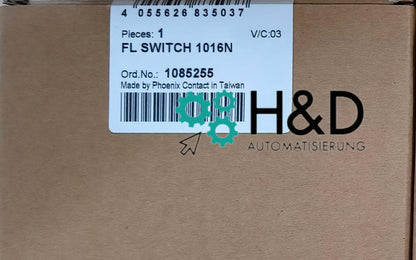 4 055626 835037
Pieces: 1 V/C:03
FL SWITCH 1016N
Ord.No.: 1085255
Made by Phoenix Contact in Taiwan
H&D
AUTOMATISIERUNG